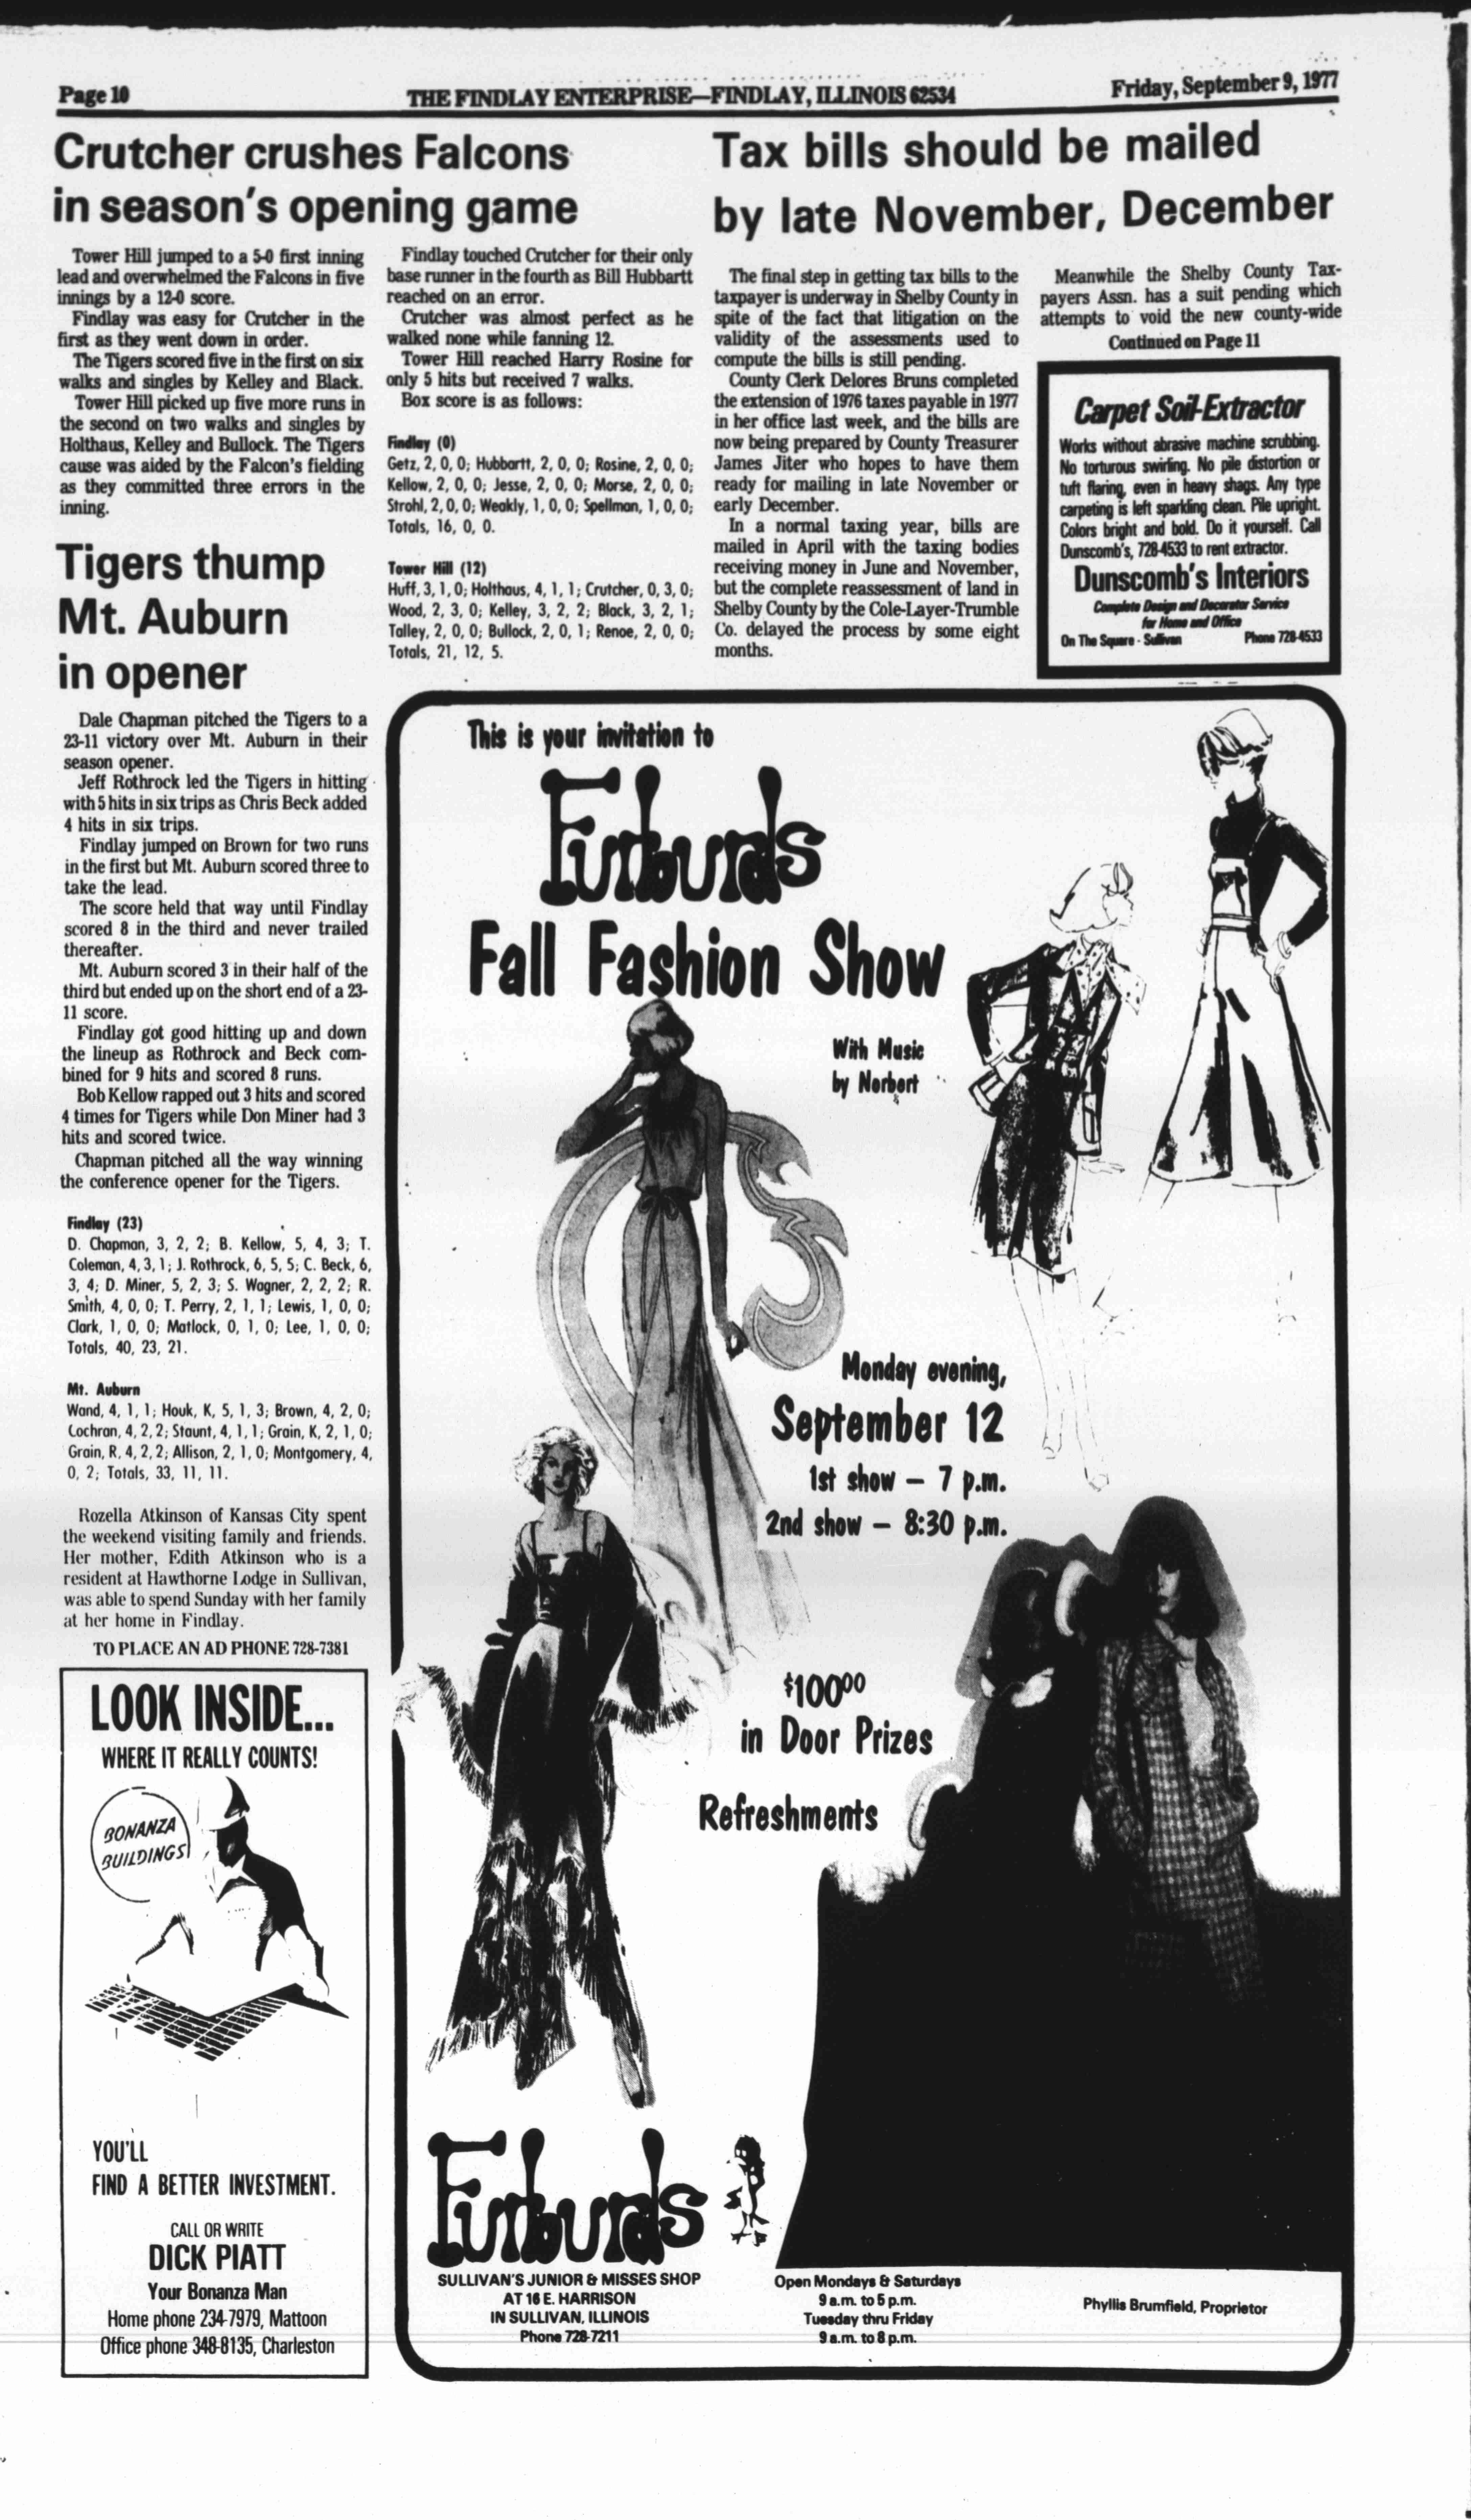 Page 10
THE FINDLAY ENTERPRISE—FINDLAY, ILLINOIS 62534
Friday, September 9, 1977
Crutcher crushes Falcons
in season's opening game
Tower Hill jumped to a 5-0 first inning
lead and overwhelmed the Falcons in five
innings by a 12-0 score.
Findlay was easy for Crutcher in the
first as they went down in order.
The Tigers scored five in the first on six
walks and singles by Kelley and Black.
Tower Hill picked up five more runs in
the second on two walks and singles by
Holthaus, Kelley and Bullock. The Tigers
cause was aided by the Falcon's fielding
as they committed three errors in the
inning.
Findlay touched Crutcher for their only
base runner in the fourth as Bill Hubbartt
reached on an error.
Crutcher was almost perfect as he
walked none while fanning 12.
Tower Hill reached Harry Rosine for
only 5 hits but received 7 walks.
Box score is as follows:
Findlay (0)
Getz, 2, 0, 0; Hubbartt, 2, 0, 0; Rosine, 2, 0, 0;
Kellow, 2, 0, 0; Jesse, 2, 0, 0; Morse, 2, 0, 0;
Strohl, 2, 0, 0; Weakly, 1, 0, 0; Spellman, 1, 0, 0;
Totals, 16, 0, 0.
Tower Hill (12)
Huff, 3, 1, 0; Holthaus, 4, 1, 1; Crutcher, 0, 3, 0;
Wood, 2, 3, 0; Kelley, 3, 2, 2; Black, 3, 2, 1;
Talley, 2, 0, 0; Bullock, 2, 0, 1; Renoe, 2, 0, 0;
Totals, 21, 12, 5.
Tax bills should be mailed
by late November, December
The final step in getting tax bills to the
taxpayer is underway in Shelby County in
spite of the fact that litigation on the
validity of the assessments used to
compute the bills is still pending.
County Clerk Delores Bruns completed
the extension of 1976 taxes payable in 1977
in her office last week, and the bills are
now being prepared by County Treasurer
James Jiter who hopes to have them
ready for mailing in late November or
early December.
In a normal taxing year, bills are
mailed in April with the taxing bodies
receiving money in June and November,
but the complete reassessment of land in
Shelby County by the Cole-Layer-Trumble
Co. delayed the process by some eight
months.
Meanwhile the Shelby County Tax-
payers Assn. has a suit pending which
attempts to void the new county-wide
Continued on Page 11
Carpet Soil-Extractor
Works without abrasive machine scrubbing.
No torturous swirling. No pile distortion or
tuft flaring, even in heavy shags. Any type
carpeting is left sparkling clean. Pile upright.
Colors bright and bold. Do it yourself. Call
Dunscomb's, 728-4533 to rent extractor.
Dunscomb's Interiors
Complete Design and Decorator Service
for Home and Office
On The Square - Sullivan Phone 728-4533
Tigers thump
Mt. Auburn
in opener
Dale Chapman pitched the Tigers to a
23-11 victory over Mt. Auburn in their
season opener.
Jeff Rothrock led the Tigers in hitting
with 5 hits in six trips as Chris Beck added
4 hits in six trips.
Findlay jumped on Brown for two runs
in the first but Mt. Auburn scored three to
take the lead.
The score held that way until Findlay
scored 8 in the third and never trailed
thereafter.
Mt. Auburn scored 3 in their half of the
third but ended up on the short end of a 23-
11 score.
Findlay got good hitting up and down
the lineup as Rothrock and Beck com-
bined for 9 hits and scored 8 runs.
Bob Kellow rapped out 3 hits and scored
4 times for Tigers while Don Miner had 3
hits and scored twice.
Chapman pitched all the way winning
the conference opener for the Tigers.
Findlay (23)
D. Chapman, 3, 2, 2; B. Kellow, 5, 4, 3; T.
Coleman, 4, 3, 1; J. Rothrock, 6, 5, 5; C. Beck, 6,
3, 4; D. Miner, 5, 2, 3; S. Wagner, 2, 2, 2; R.
Smith, 4, 0, 0; T. Perry, 2, 1, 1; Lewis, 1, 0, 0;
Clark, 1, 0, 0; Matlock, 0, 1, 0; Lee, 1, 0, 0;
Totals, 40, 23, 21.
Mt. Auburn
Wand, 4, 1, 1; Houk, K, 5, 1, 3; Brown, 4, 2, 0;
Cochran, 4, 2, 2; Staunt, 4, 1, 1; Grain, K, 2, 1, 0;
Grain, R, 4, 2, 2; Allison, 2, 1, 0; Montgomery, 4,
0, 2; Totals, 33, 11, 11.
Rozella Atkinson of Kansas City spent
the weekend visiting family and friends.
Her mother, Edith Atkinson who is a
resident at Hawthorne Lodge in Sullivan,
was able to spend Sunday with her family
at her home in Findlay.
TO PLACE AN AD PHONE 728-7381
LOOK INSIDE...
WHERE IT REALLY COUNTS!
BONANZA
BUILDINGS
YOU'LL
FIND A BETTER INVESTMENT.
CALL OR WRITE
DICK PIATT
Your Bonanza Man
Home phone 234-7979, Mattoon
Office phone 348-8135, Charleston
This is your invitation to
Furburds
Fall Fashion Show
With Music
by Norbert
Monday evening,
September 12
1st show — 7 p.m.
2nd show — 8:30 p.m.
$100⁰⁰
in Door Prizes
Refreshments
Furburds
SULLIVAN'S JUNIOR & MISSES SHOP
AT 16 E. HARRISON
IN SULLIVAN, ILLINOIS
Phone 728-7211
Open Mondays & Saturdays
9 a.m. to 5 p.m.
Tuesday thru Friday
9 a.m. to 8 p.m.
Phyllis Brumfield, Proprietor